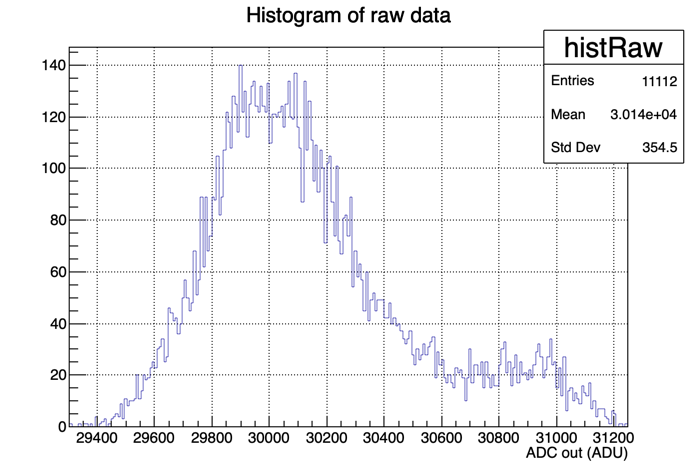 Histogram of raw data
histRaw
Entries 11112
Mean 3.014e+04
Std Dev 354.5
140
120
100
80
60
40
20
0
29400 29600 29800 30000 30200 30400 30600 30800 31000 31200
ADC out (ADU)